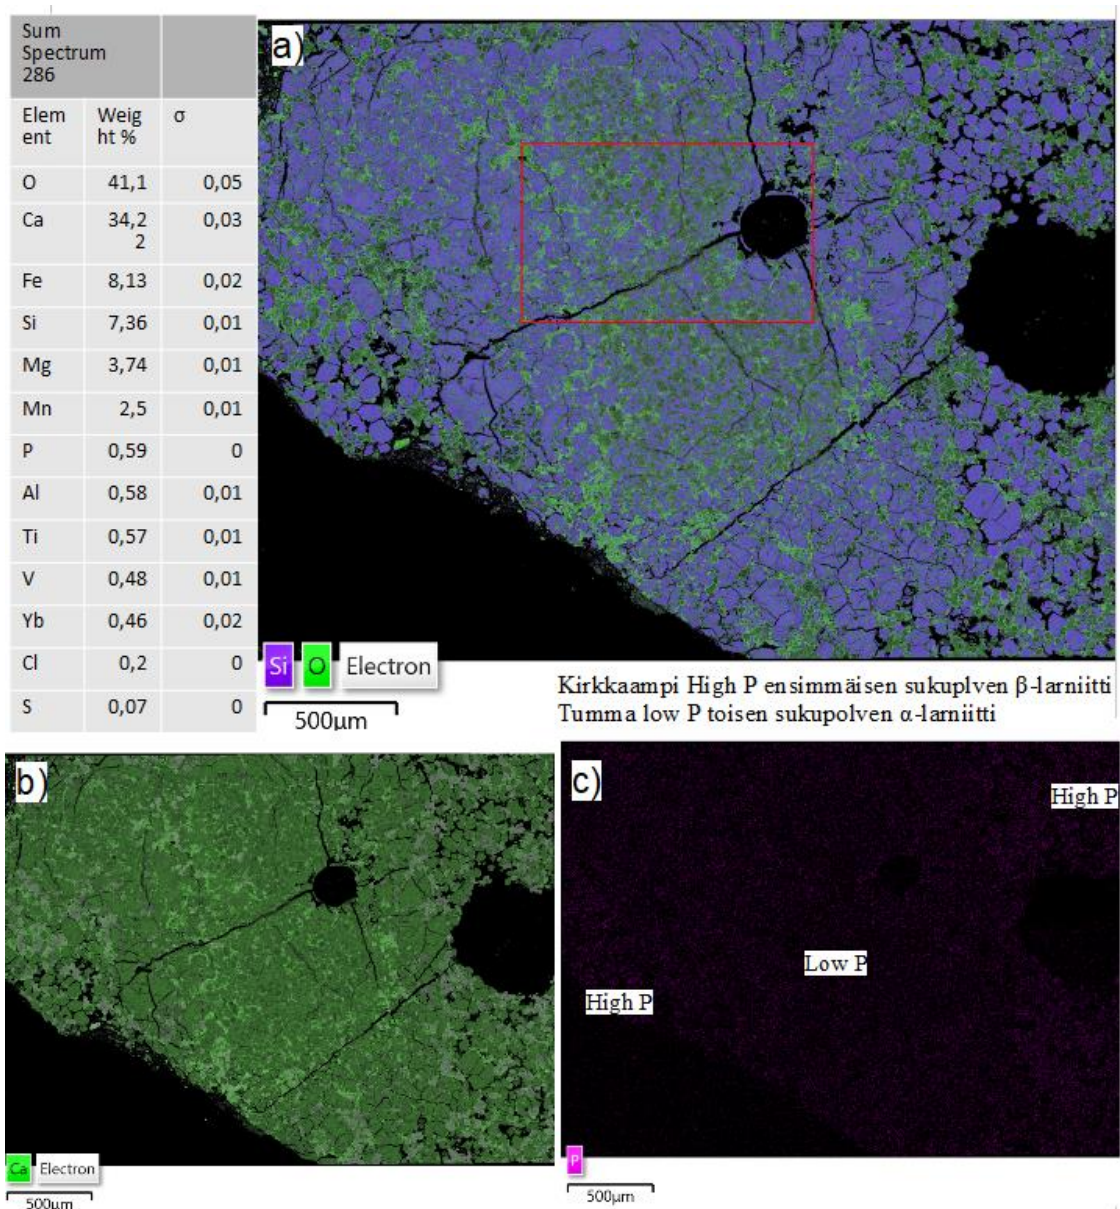 Sum
Spectrum
286
Elem
ent Weig
ht % σ
O 41,1 0,05
Ca 34,2
2 0,03
Fe 8,13 0,02
Si 7,36 0,01
Mg 3,74 0,01
Mn 2,5 0,01
P 0,59 0
Al 0,58 0,01
Ti 0,57 0,01
V 0,48 0,01
Yb 0,46 0,02
Cl 0,2 0
S 0,07 0
a)
Si O Electron
500µm
Kirkkaampi High P ensimmäisen sukuplven β-larniitti
Tumma low P toisen sukupolven α-larniitti
b)
Ca Electron
500µm
c)
High P
Low P
High P
P
500µm